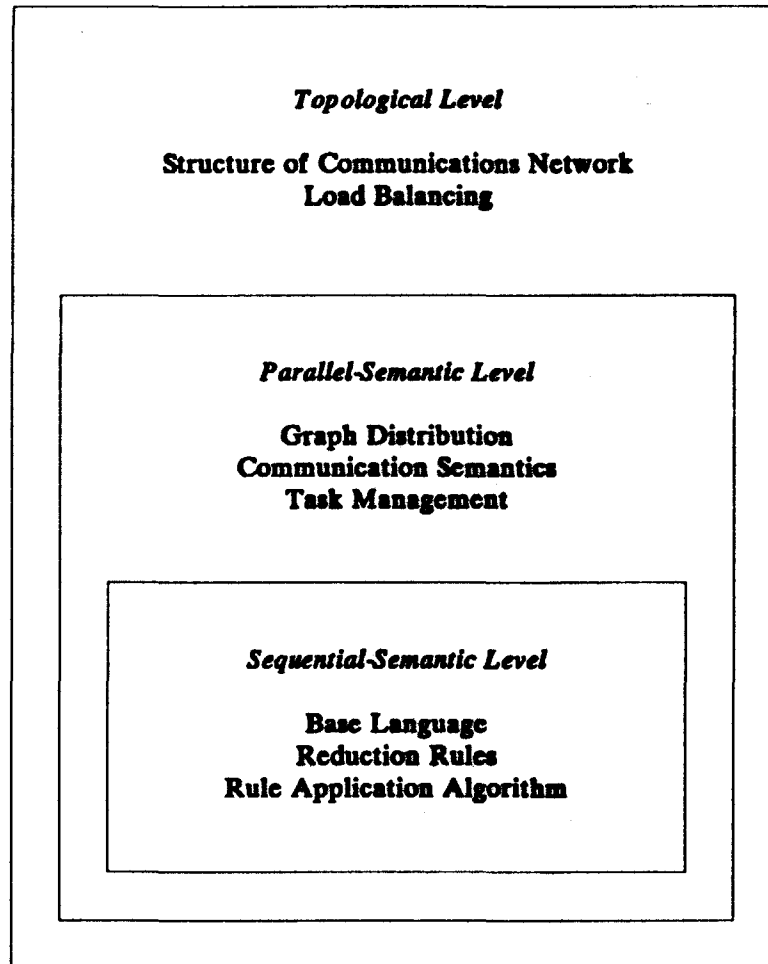 Topological Level
Structure of Communications Network
Load Balancing
Parallel-Semantic Level
Graph Distribution
Communication Semantics
Task Management
Sequential-Semantic Level
Base Language
Reduction Rules
Rule Application Algorithm